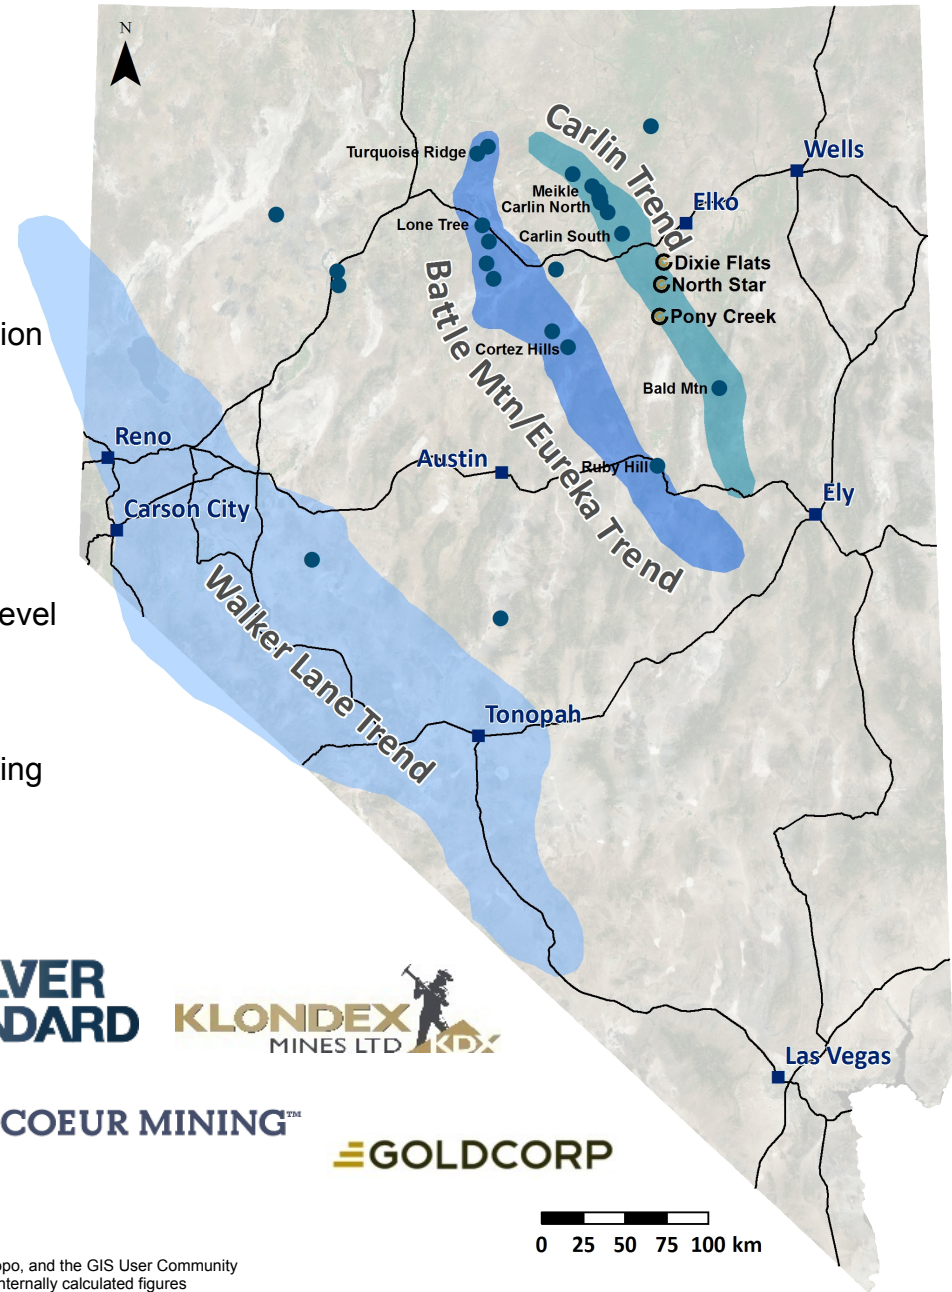 N
Carlin Trend
Wells
Turquoise Ridge
Meikle
Carlin North
Elko
Lone Tree
Carlin South
Dixie Flats
North Star
Battle Mtn/Eureka Trend
Pony Creek
tion
Cortez Hills
Bald Mtn
Reno
Austin
Ruby Hill
Carson City
Ely
evel
Walker Lane Trend
Tonopah
ing
LVER
NDARD
KLONDEX
MINES LTD
KDX
Las Vegas
COEUR MINING™
GOLDCORP
0 25 50 75 100 km
opo, and the GIS User Community
nternally calculated figures